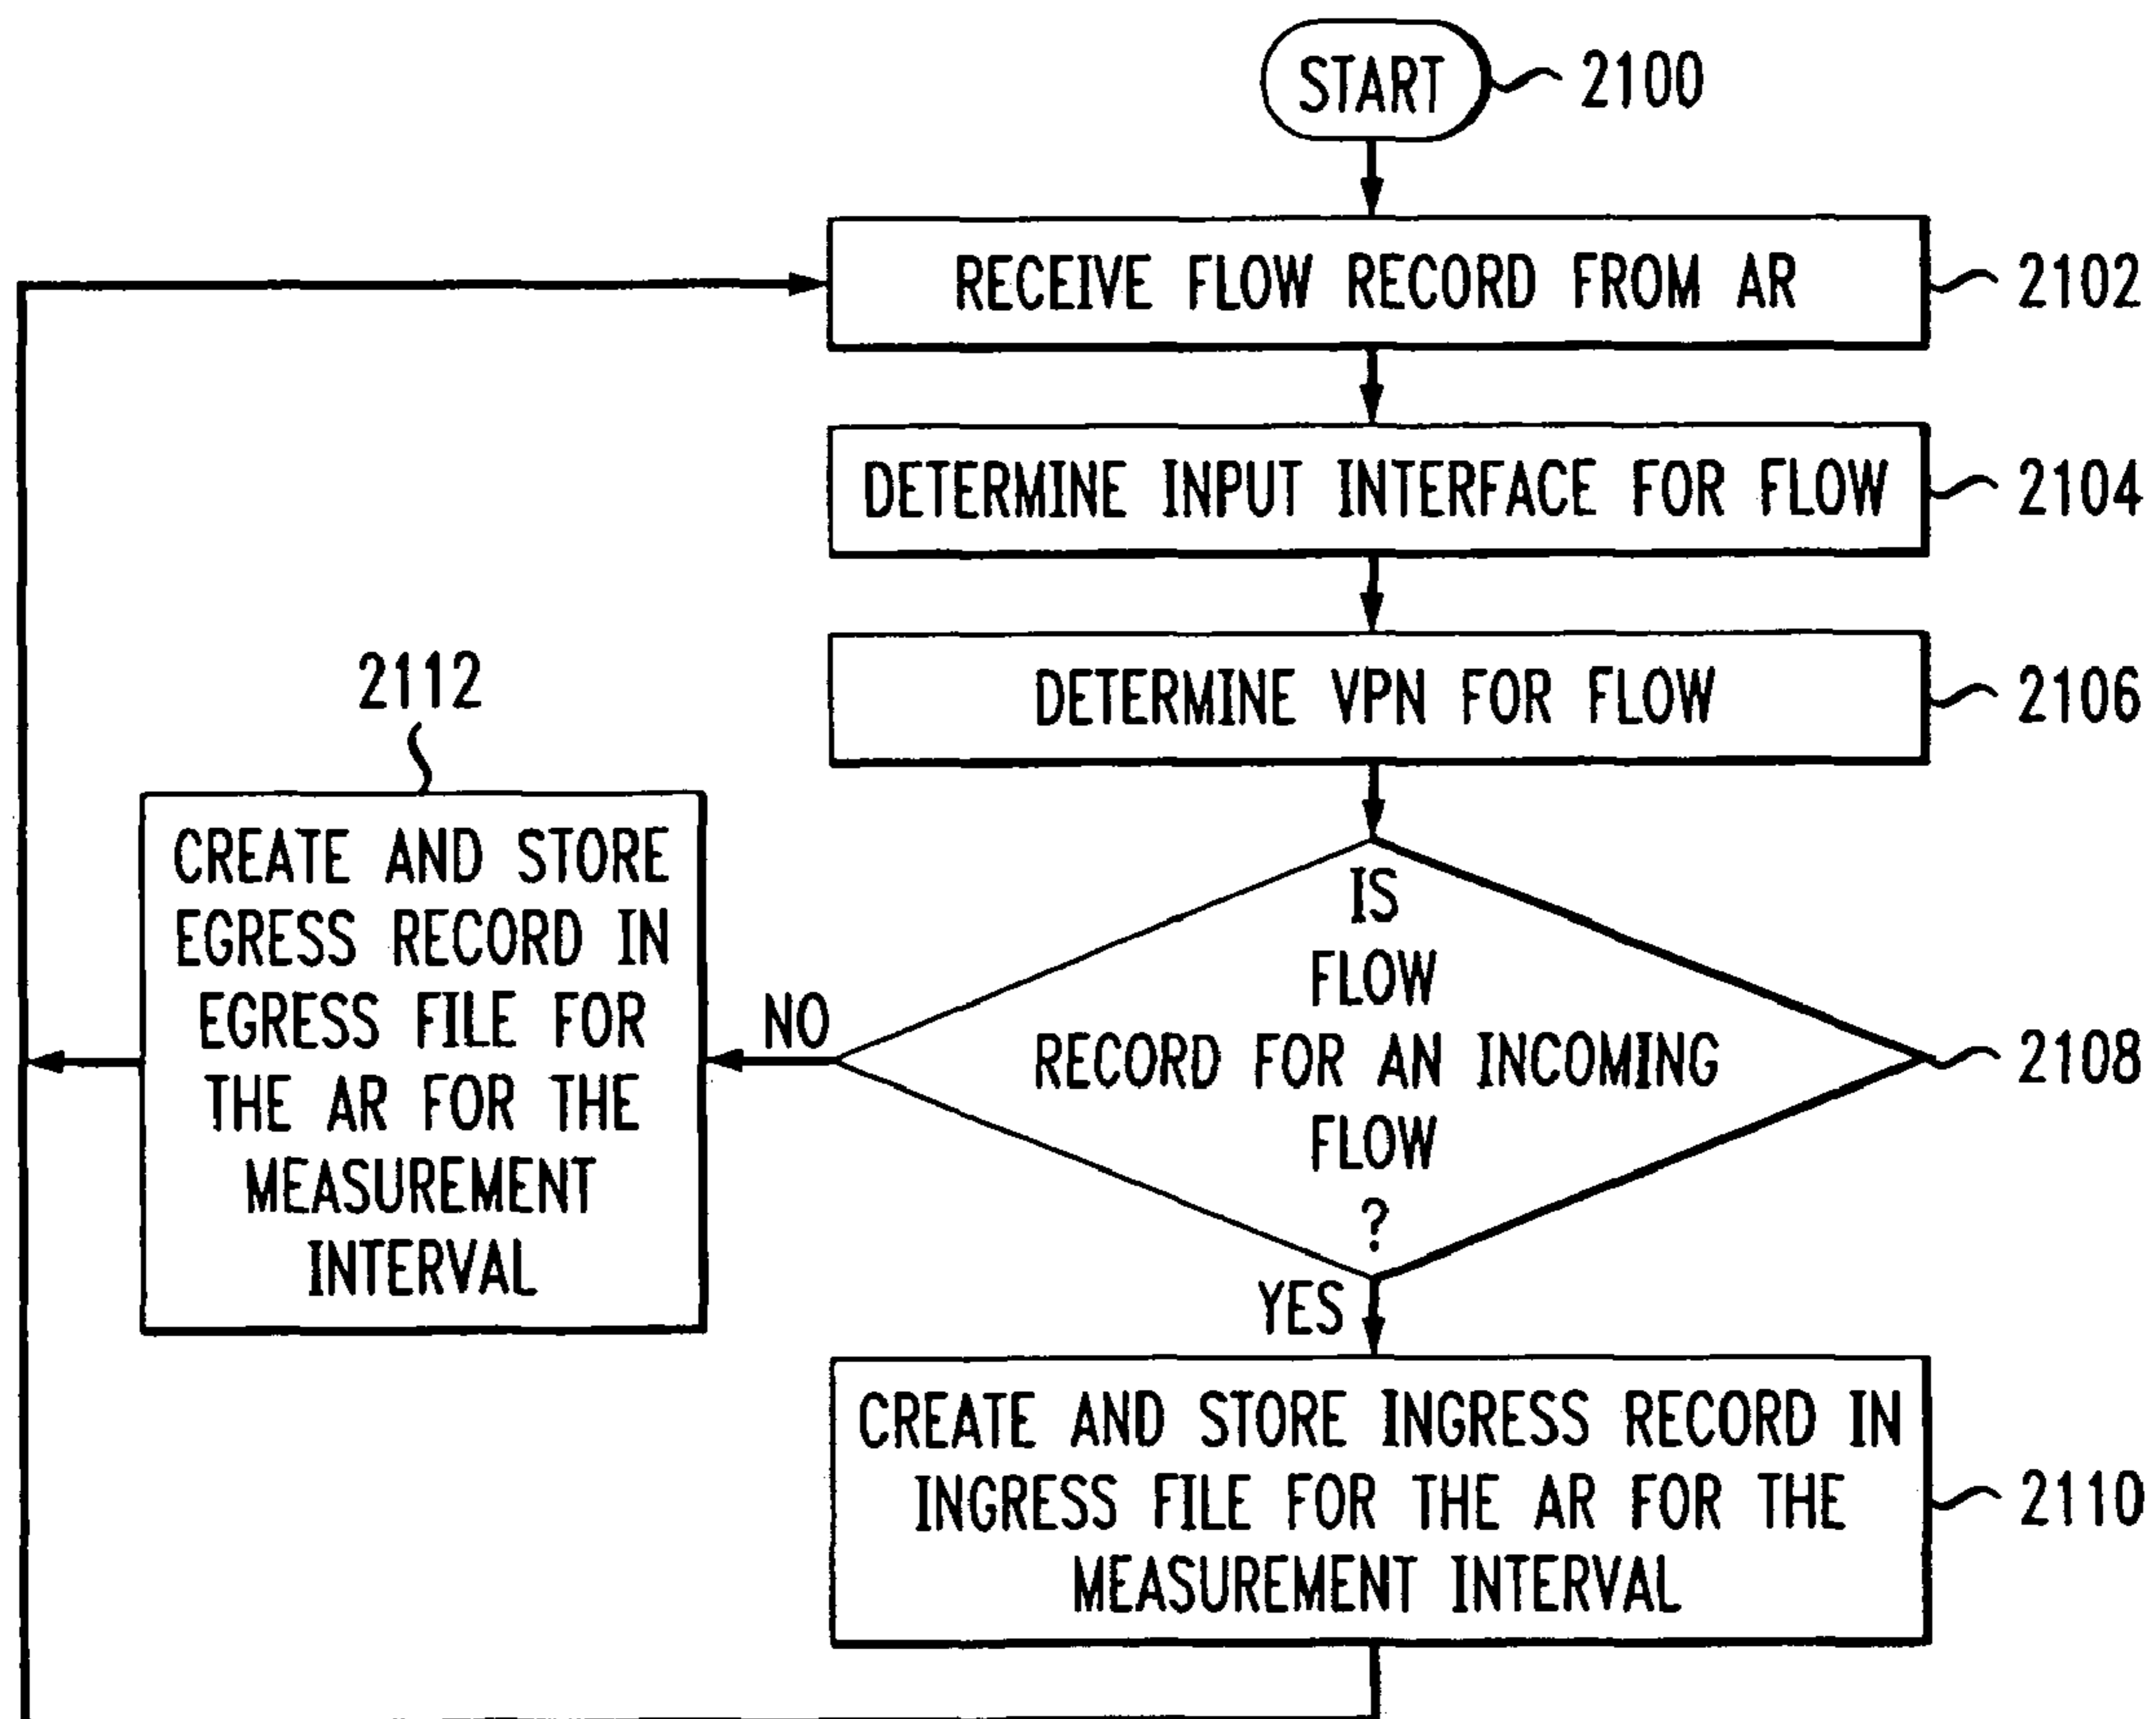 START
2100
RECEIVE FLOW RECORD FROM AR
2102
DETERMINE INPUT INTERFACE FOR FLOW
2104
DETERMINE VPN FOR FLOW
2106
2112
CREATE AND STORE
EGRESS RECORD IN
EGRESS FILE FOR
THE AR FOR THE
MEASUREMENT
INTERVAL
NO
IS
FLOW
RECORD FOR AN INCOMING
FLOW
?
2108
YES
CREATE AND STORE INGRESS RECORD IN
INGRESS FILE FOR THE AR FOR THE
MEASUREMENT INTERVAL
2110